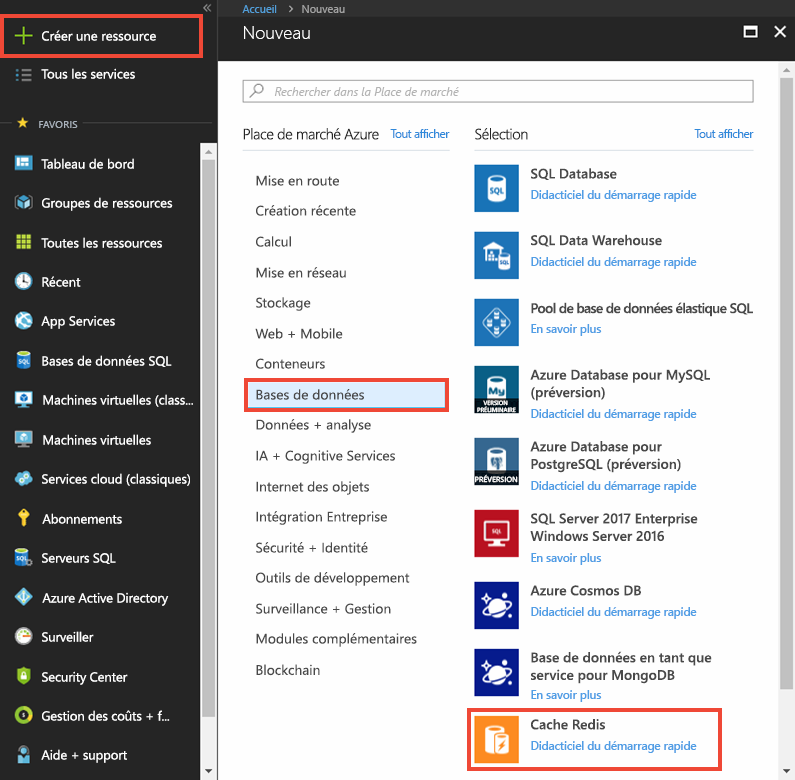 Créer une ressource
Tous les services
FAVORIS
Tableau de bord
Groupes de ressources
Toutes les ressources
Récent
App Services
Bases de données SQL
Machines virtuelles (class...
Machines virtuelles
Services cloud (classiques)
Abonnements
Serveurs SQL
Azure Active Directory
Surveiller
Security Center
Gestion des coûts + f...
Aide + support
Accueil > Nouveau
Nouveau
Rechercher dans la Place de marché
Place de marché Azure Tout afficher
Mise en route
Création récente
Calcul
Mise en réseau
Stockage
Web + Mobile
Conteneurs
Bases de données
Données + analyse
IA + Cognitive Services
Internet des objets
Intégration Entreprise
Sécurité + Identité
Outils de développement
Surveillance + Gestion
Modules complémentaires
Blockchain
Sélection Tout afficher
SQL
SQL Database
Didacticiel du démarrage rapide
SQL
SQL Data Warehouse
Didacticiel du démarrage rapide
Pool de base de données élastique SQL
En savoir plus
My
VERSION
PRÉLIMINAIRE
Azure Database pour MySQL
(préversion)
Didacticiel du démarrage rapide
PRÉVERSION
Azure Database pour
PostgreSQL (préversion)
Didacticiel du démarrage rapide
SQL
SQL Server 2017 Enterprise
Windows Server 2016
En savoir plus
Azure Cosmos DB
Didacticiel du démarrage rapide
Base de données en tant que
service pour MongoDB
En savoir plus
Cache Redis
Didacticiel du démarrage rapide